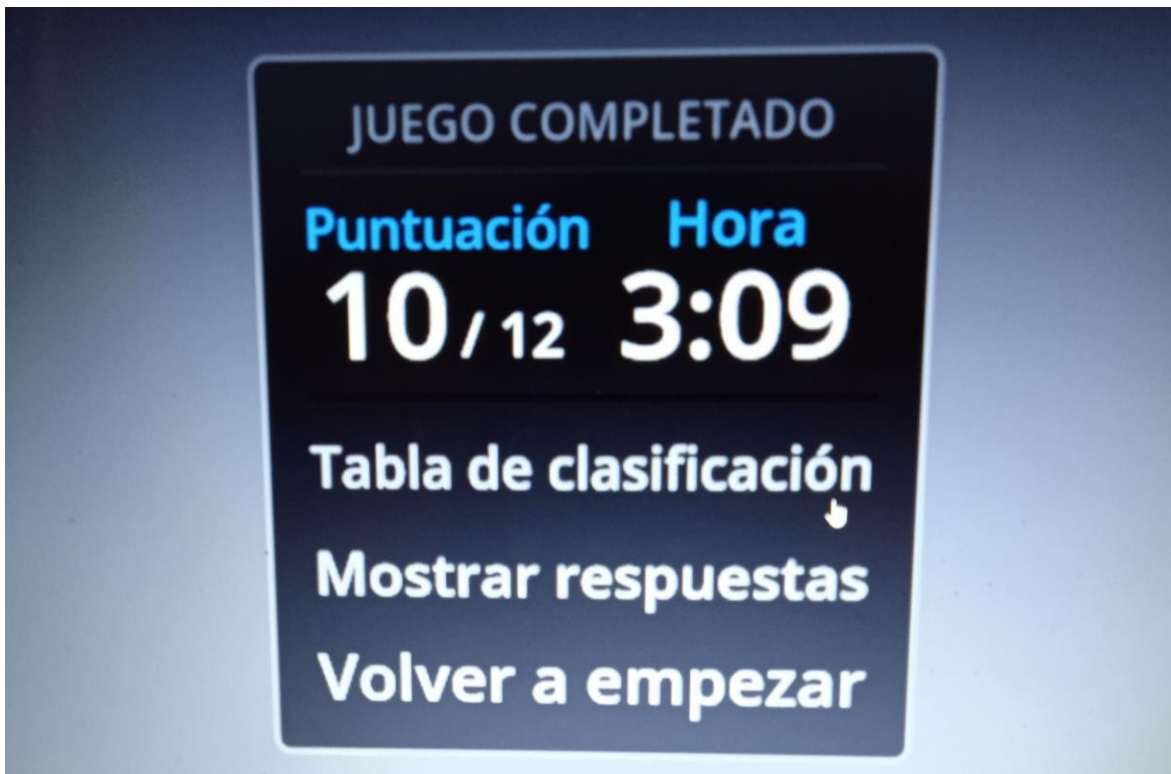 JUEGO COMPLETADO
Puntuación Hora
10 / 12 3:09
Tabla de clasificación
Mostrar respuestas
Volver a empezar